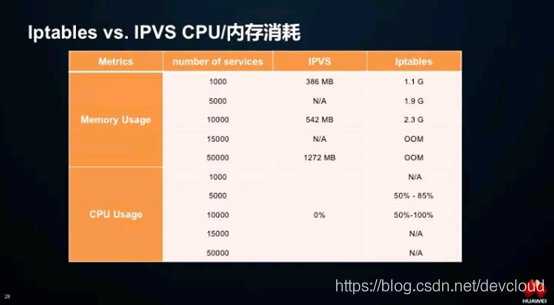 Iptables vs. IPVS CPU/内存消耗
Metrics number of services IPVS Iptables
Memory Usage
1000 386 MB 1.1 G
5000 N/A 1.9 G
10000 542 MB 2.3 G
15000 N/A OOM
50000 1272 MB OOM
CPU Usage
1000 N/A
5000 50% - 85%
10000 0% 50%-100%
15000 N/A
50000 N/A
28
HUAWEI
https://blog.csdn.net/devcloud